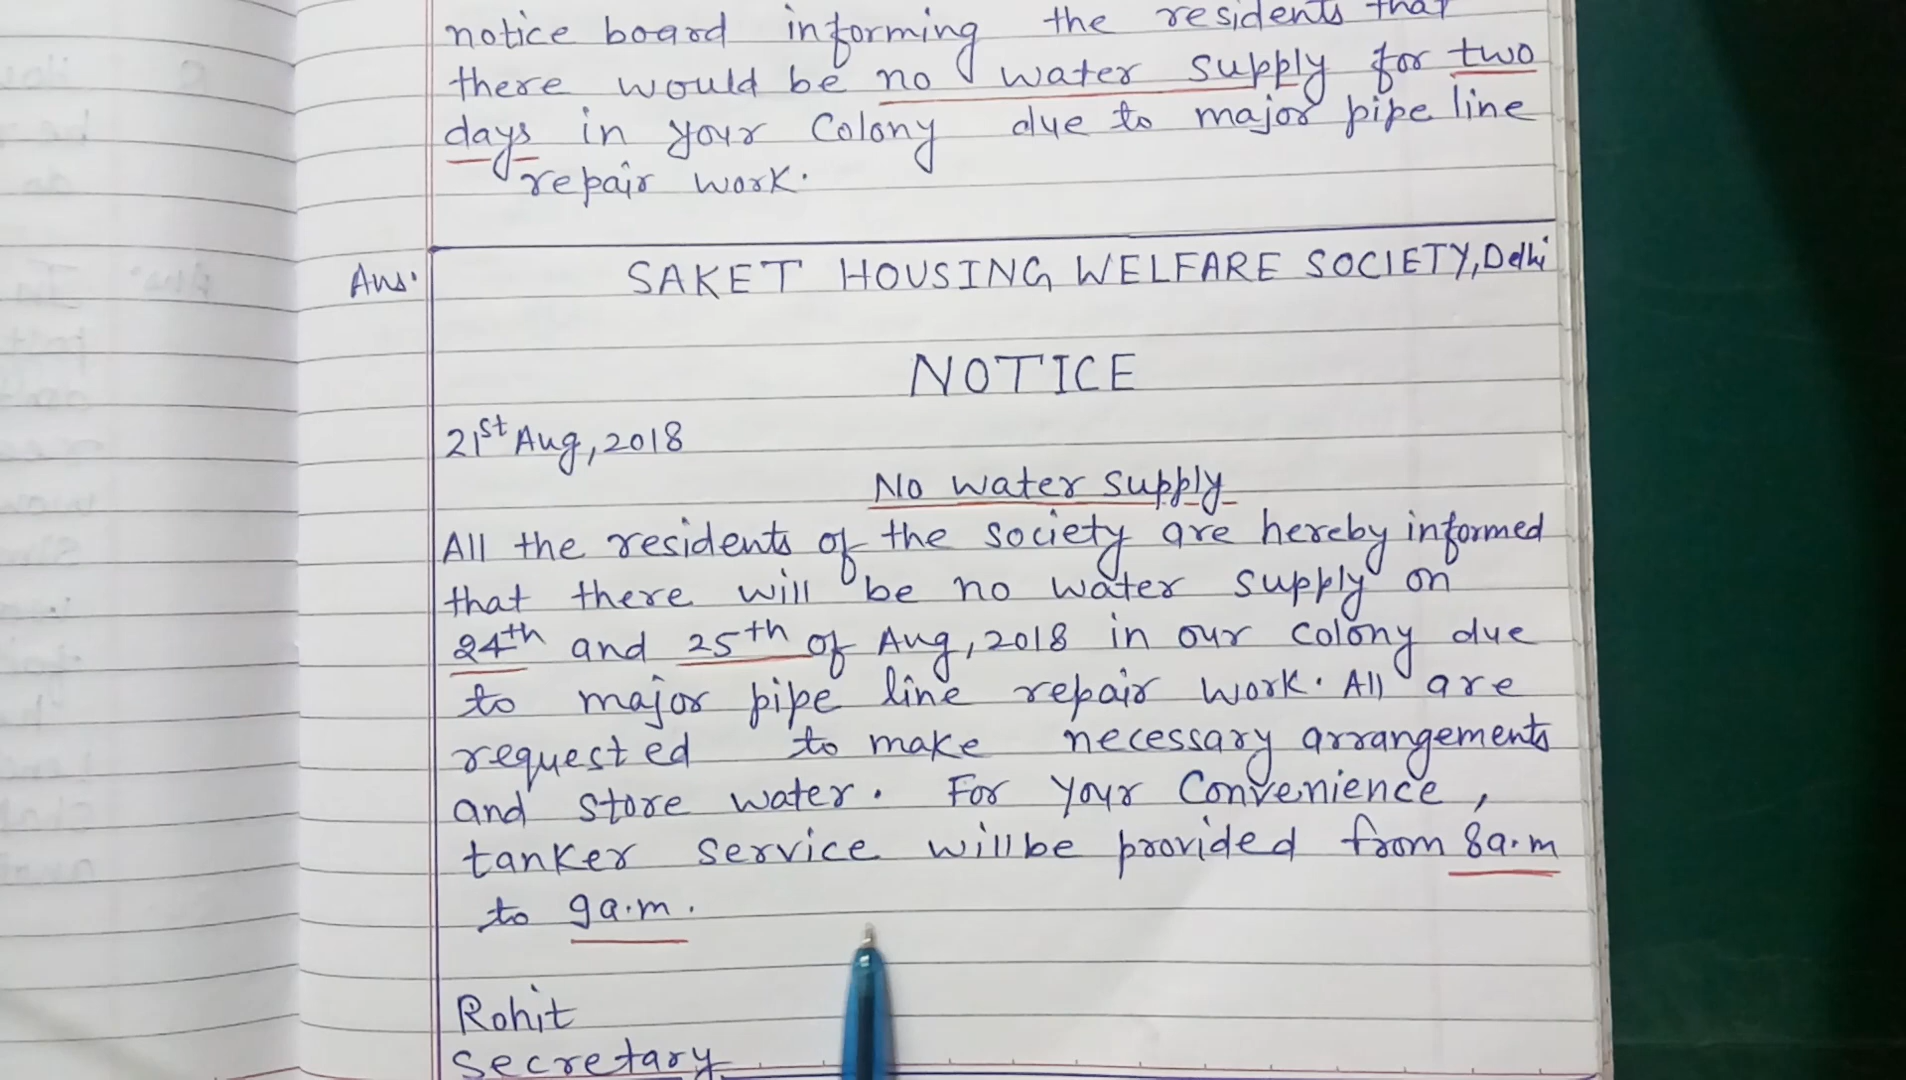 notice board informing the residents that
there would be no water supply for two
days in your Colony due to major pipe line
repair work.
Ans. SAKET HOUSING WELFARE SOCIETY, Delhi
NOTICE
21st Aug, 2018
No water supply
All the residents of the society are hereby informed
that there will be no water supply on
24th and 25th of Aug, 2018 in our colony due
to major pipe line repair work. All are
requested to make necessary arrangements
and store water. For your Convenience,
tanker service will be provided from 8a.m
to 9a.m.
Rohit
Secretary